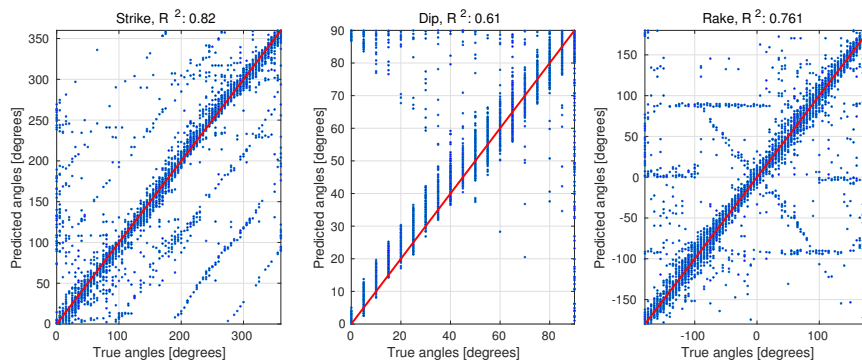 Strike, R²: 0.82
Predicted angles [degrees]
350
300
250
200
150
100
50
0
0 100 200 300
True angles [degrees]
Dip, R²: 0.61
Predicted angles [degrees]
90
80
70
60
50
40
30
20
10
0
0 20 40 60 80
True angles [degrees]
Rake, R²: 0.761
Predicted angles [degrees]
150
100
50
0
-50
-100
-150
-100 0 100
True angles [degrees]